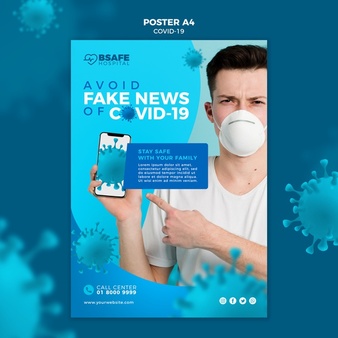 POSTER A4
COVID-19
BSAFE
HOSPITAL
AVOID
FAKE NEWS
OF COVID-19
STAY SAFE
WITH YOUR FAMILY
CALL CENTER
01 8000 9999
yourwebsite.com